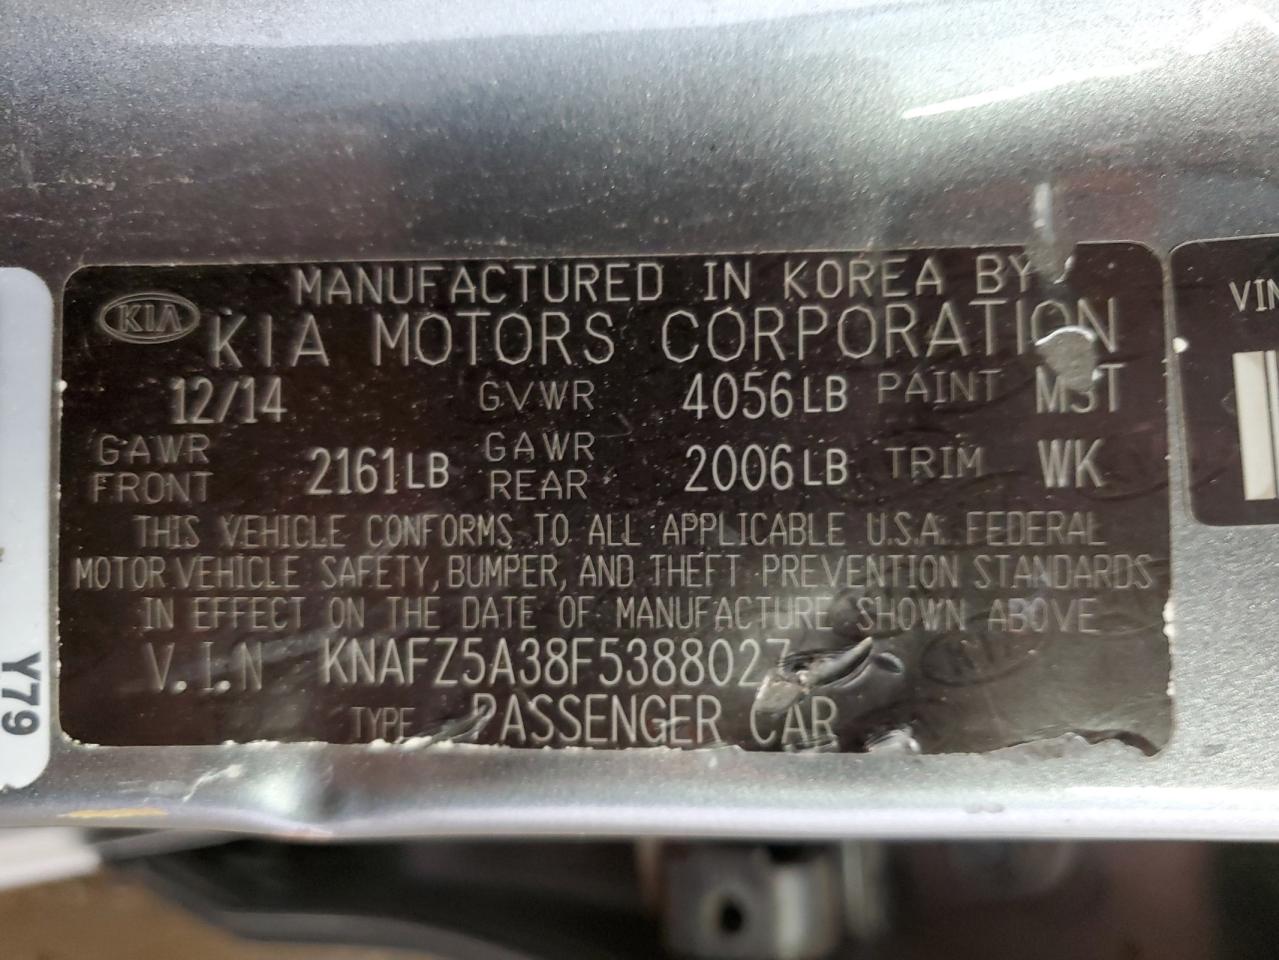 MANUFACTURED IN KOREA BY
KIA KIA MOTORS CORPORATION
12/14 GVWR 4056LB PAINT M3T
GAWR FRONT 2161LB GAWR REAR 2006LB TRIM WK
THIS VEHICLE CONFORMS TO ALL APPLICABLE U.S.A. FEDERAL
MOTOR VEHICLE SAFETY, BUMPER, AND THEFT PREVENTION STANDARDS
IN EFFECT ON THE DATE OF MANUFACTURE SHOWN ABOVE
V.I.N KNAFZ5A38F5388027
TYPE PASSENGER CAR
VIN
Y79